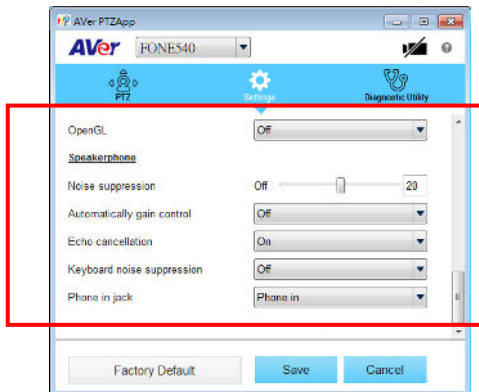 AVer PTZApp
AVer FONE540
PTZ Settings Diagnostic Utility
OpenGL Off
Speakerphone
Noise suppression Off 20
Automatically gain control Off
Echo cancellation On
Keyboard noise suppression Off
Phone in jack Phone in
Factory Default Save Cancel